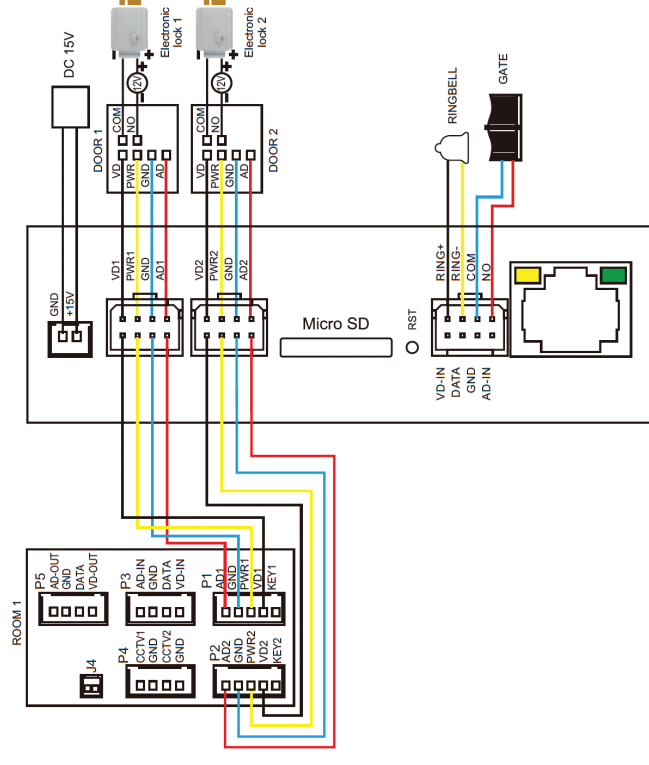 DC 15V
Electronic
lock 1
Electronic
lock 2
- +
- +
+
12V
-
+
12V
-
DOOR 1
COM
NO
VD
PWR
GND
AD
DOOR 2
COM
NO
VD
PWR
GND
AD
RINGBELL
GATE
GND
+15V
VD1
PWR1
GND
AD1
VD2
PWR2
GND
AD2
RING+
RING-
COM
NO
Micro SD
RST
VD-IN
DATA
GND
AD-IN
ROOM 1
P5
AD-OUT
GND
DATA
VD-OUT
P3
AD-IN
GND
DATA
VD-IN
P1
AD1
GND
PWR1
VD1
KEY1
J4
P4
CCTV1
GND
CCTV2
GND
P2
AD2
GND
PWR2
VD2
KEY2